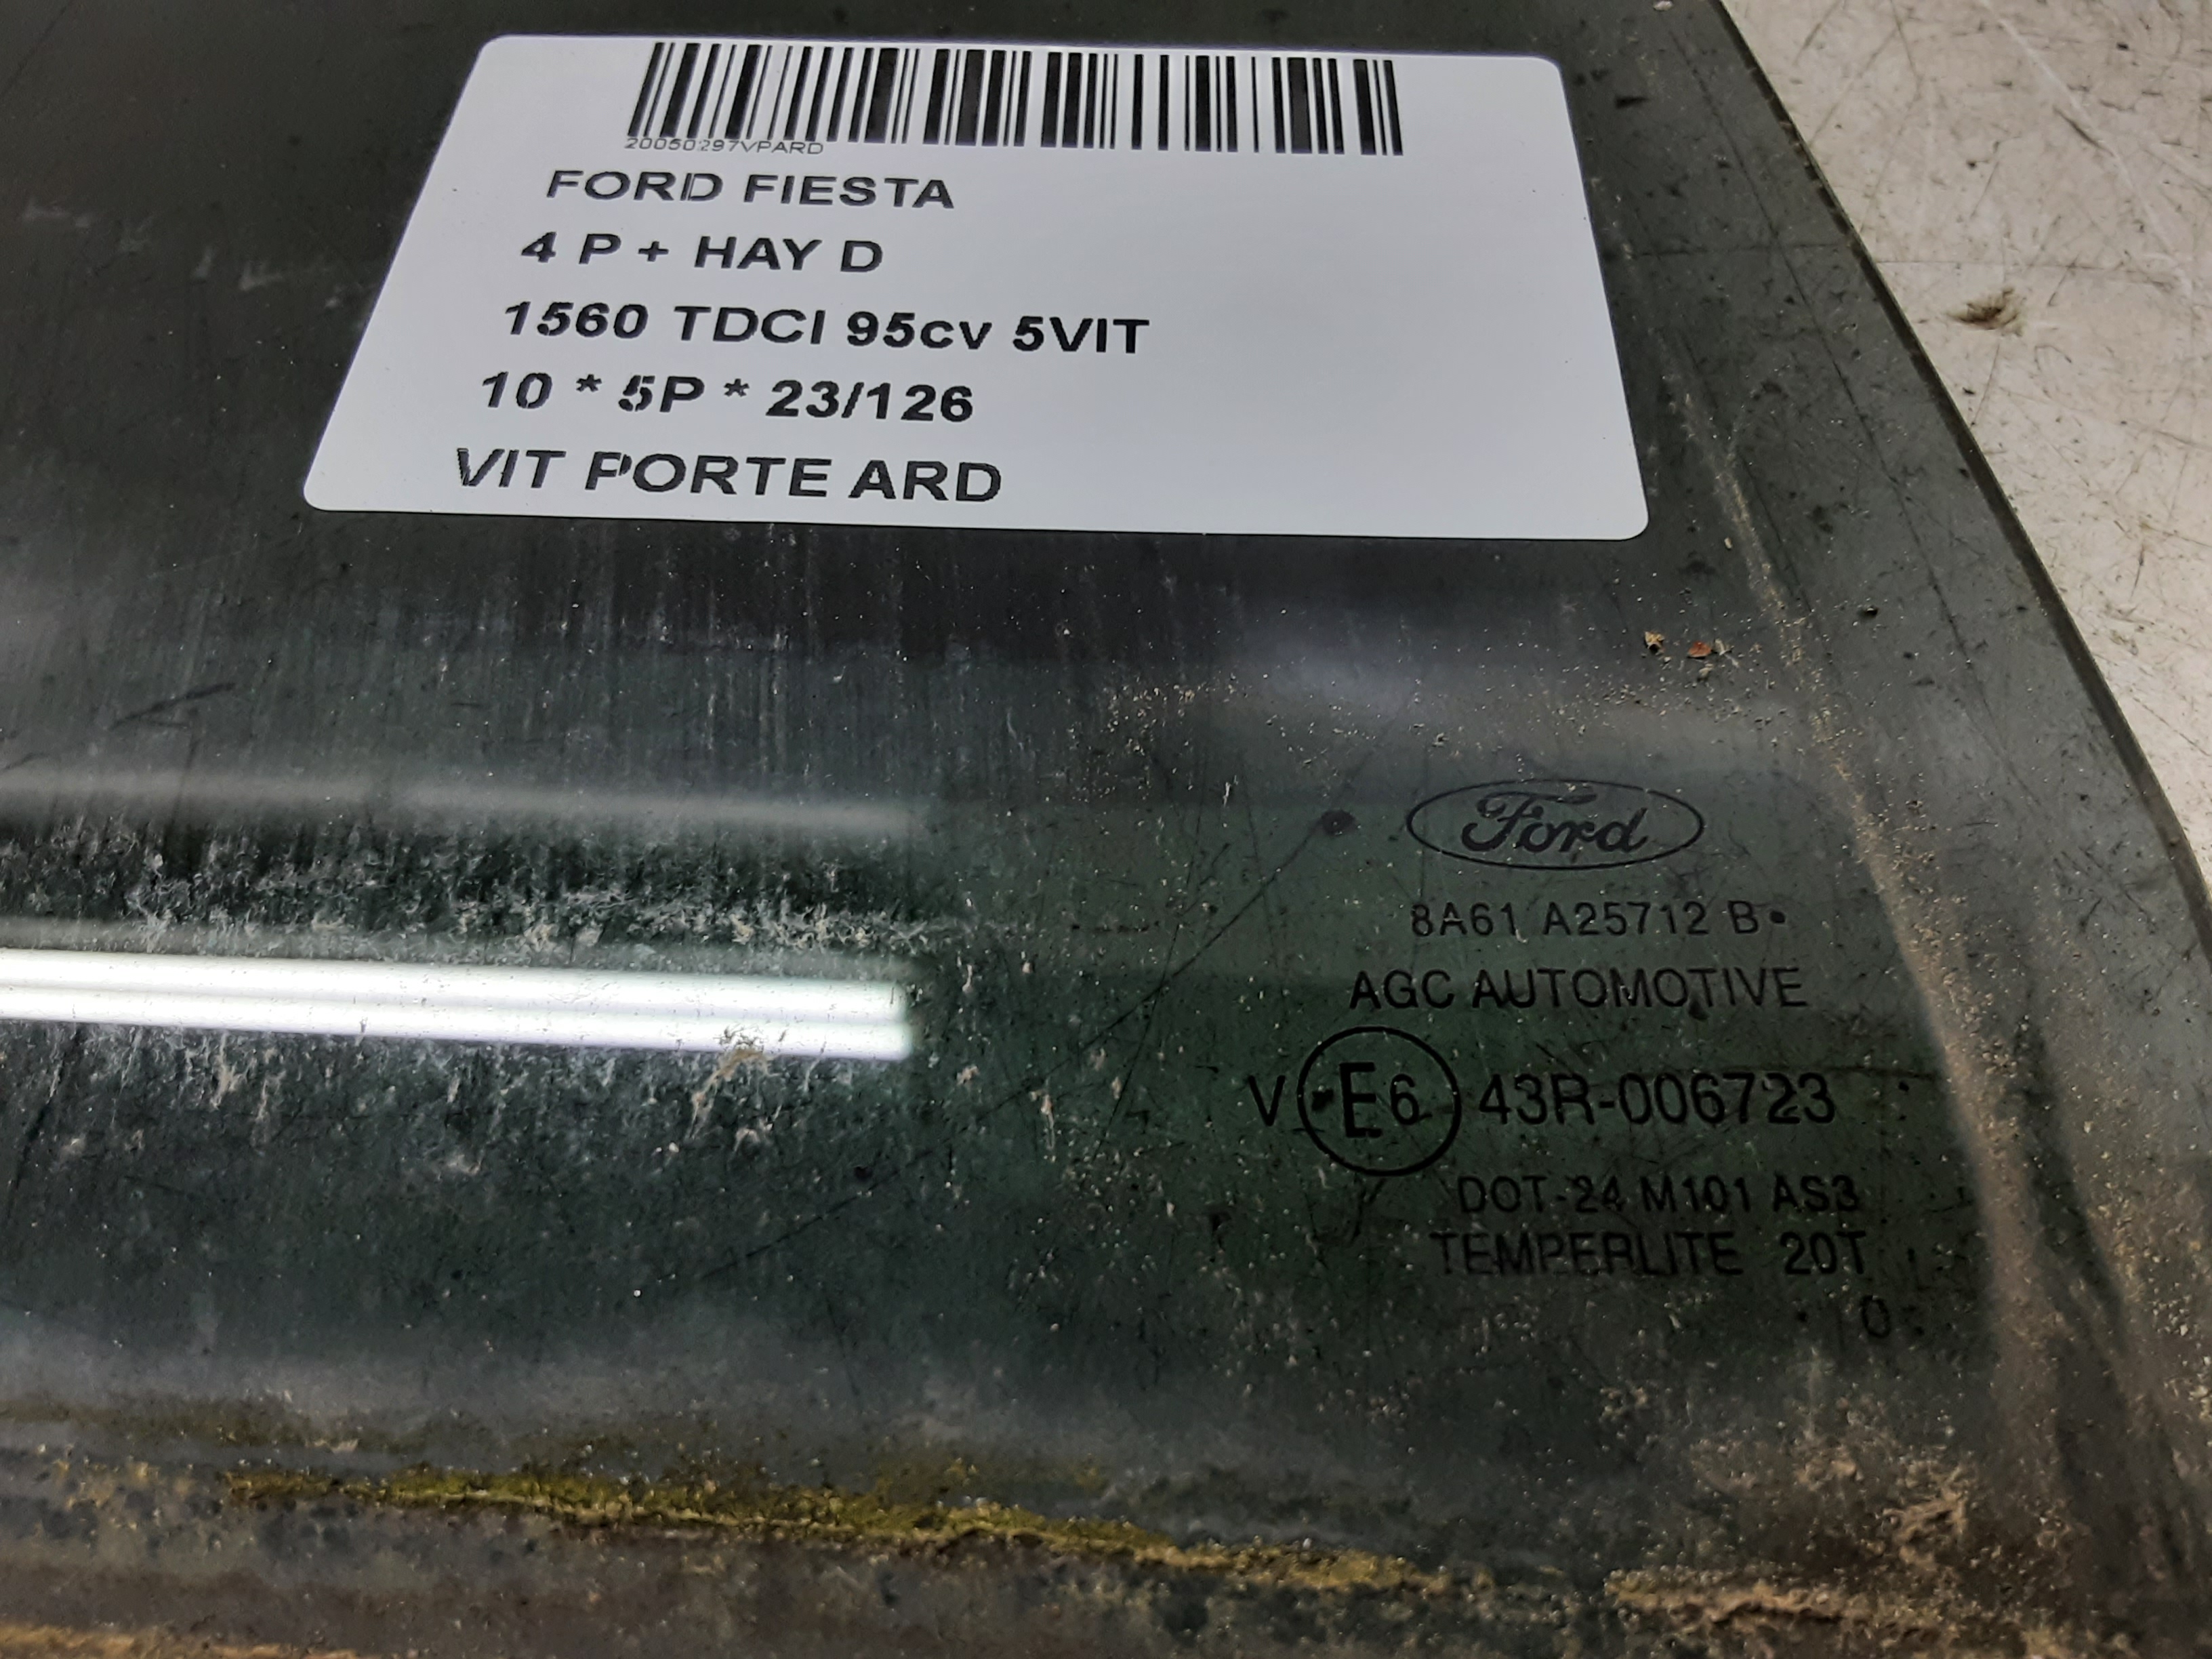 20050297VPARD
FORD FIESTA
4 P + HAY D
1560 TDCI 95cv 5VIT
10 * 5P * 23/126
VIT PORTE ARD
Ford
8A61 A25712 B
AGC AUTOMOTIVE
V E6 43R-006723
DOT-24 M101 AS3
TEMPERLITE 20T
0